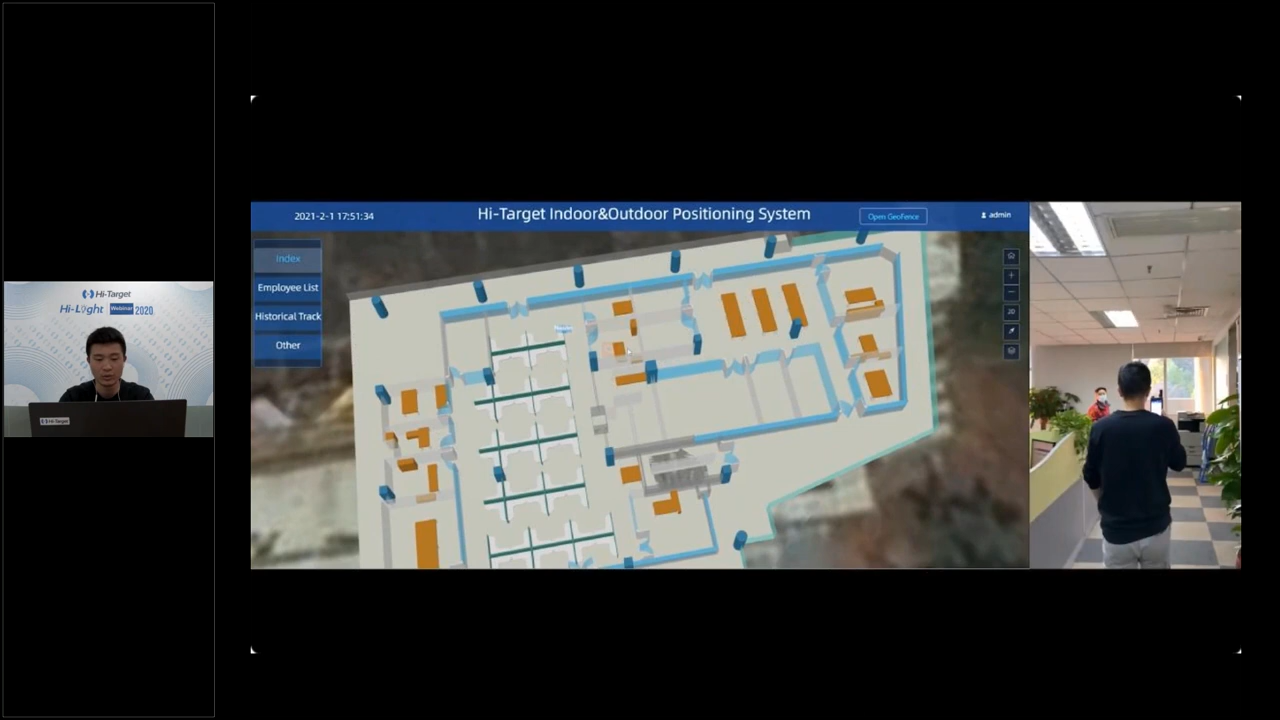 Hi-Target
Hi-Light Webinar 2020
Hi-Target
2021-2-1 17:51:34
Hi-Target Indoor&Outdoor Positioning System
Open GeoFence
admin
Index
Employee List
Historical Track
Other
+
−